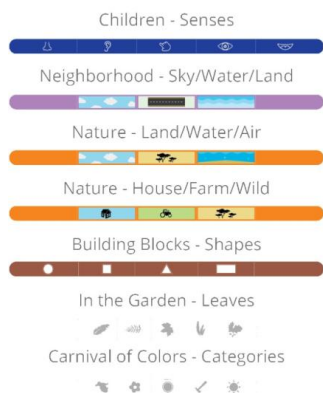 Children - Senses
Neighborhood - Sky/Water/Land
Nature - Land/Water/Air
Nature - House/Farm/Wild
Building Blocks - Shapes
In the Garden - Leaves
Carnival of Colors - Categories